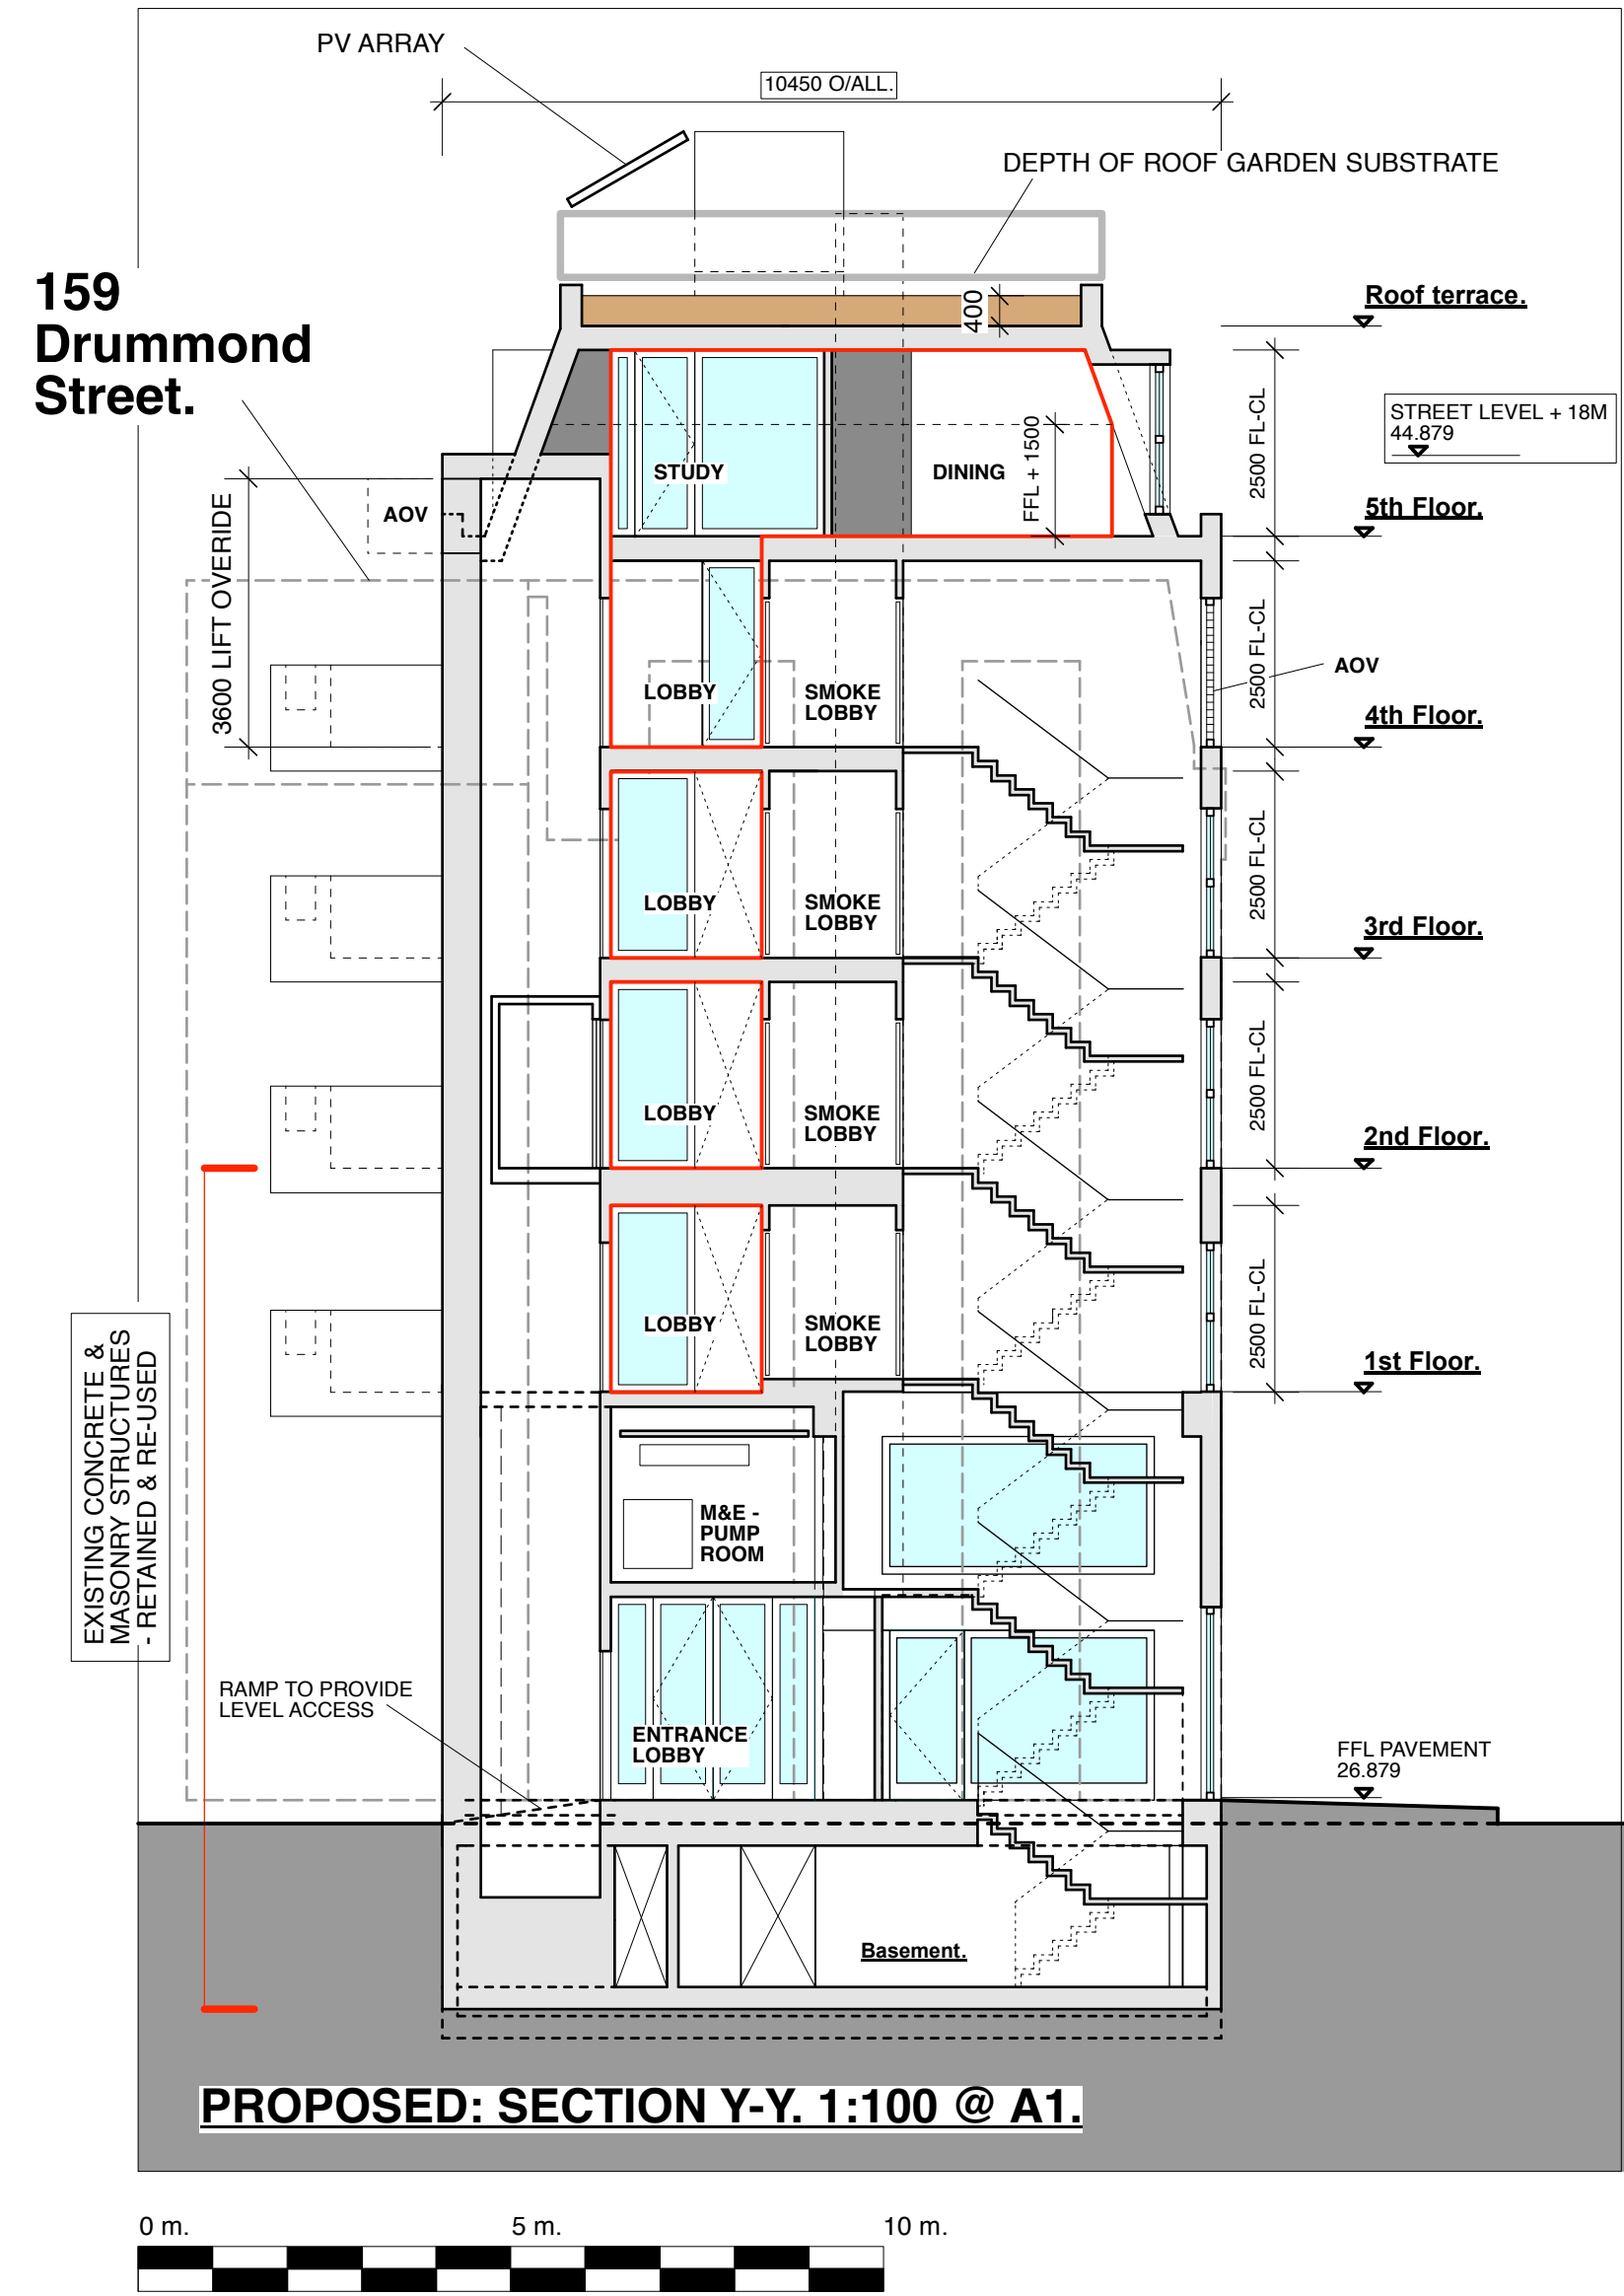 PV ARRAY
10450 O/ALL.
DEPTH OF ROOF GARDEN SUBSTRATE
159
Drummond
Street.
400
Roof terrace.
STREET LEVEL + 18M
44.879
2500 FL-CL
FFL + 1500
STUDY
DINING
AOV
5th Floor.
3600 LIFT OVERIDE
2500 FL-CL
AOV
LOBBY
SMOKE
LOBBY
4th Floor.
2500 FL-CL
LOBBY
SMOKE
LOBBY
3rd Floor.
2500 FL-CL
LOBBY
SMOKE
LOBBY
2nd Floor.
2500 FL-CL
LOBBY
SMOKE
LOBBY
1st Floor.
EXISTING CONCRETE &
MASONRY STRUCTURES
- RETAINED & RE-USED
M&E -
PUMP
ROOM
RAMP TO PROVIDE
LEVEL ACCESS
ENTRANCE
LOBBY
FFL PAVEMENT
26.879
Basement.
PROPOSED: SECTION Y-Y. 1:100 @ A1.
0 m.
5 m.
10 m.